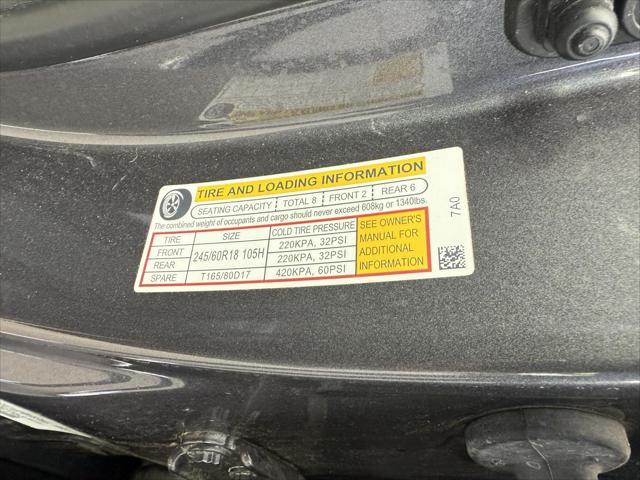 TIRE AND LOADING INFORMATION
SEATING CAPACITY TOTAL 8 FRONT 2 REAR 6
The combined weight of occupants and cargo should never exceed 608kg or 1340lbs.
TIRE SIZE COLD TIRE PRESSURE
FRONT 245/60R18 105H 220KPA, 32PSI
REAR 220KPA, 32PSI
SPARE T165/80D17 420KPA, 60PSI
SEE OWNER'S
MANUAL FOR
ADDITIONAL
INFORMATION
7A0